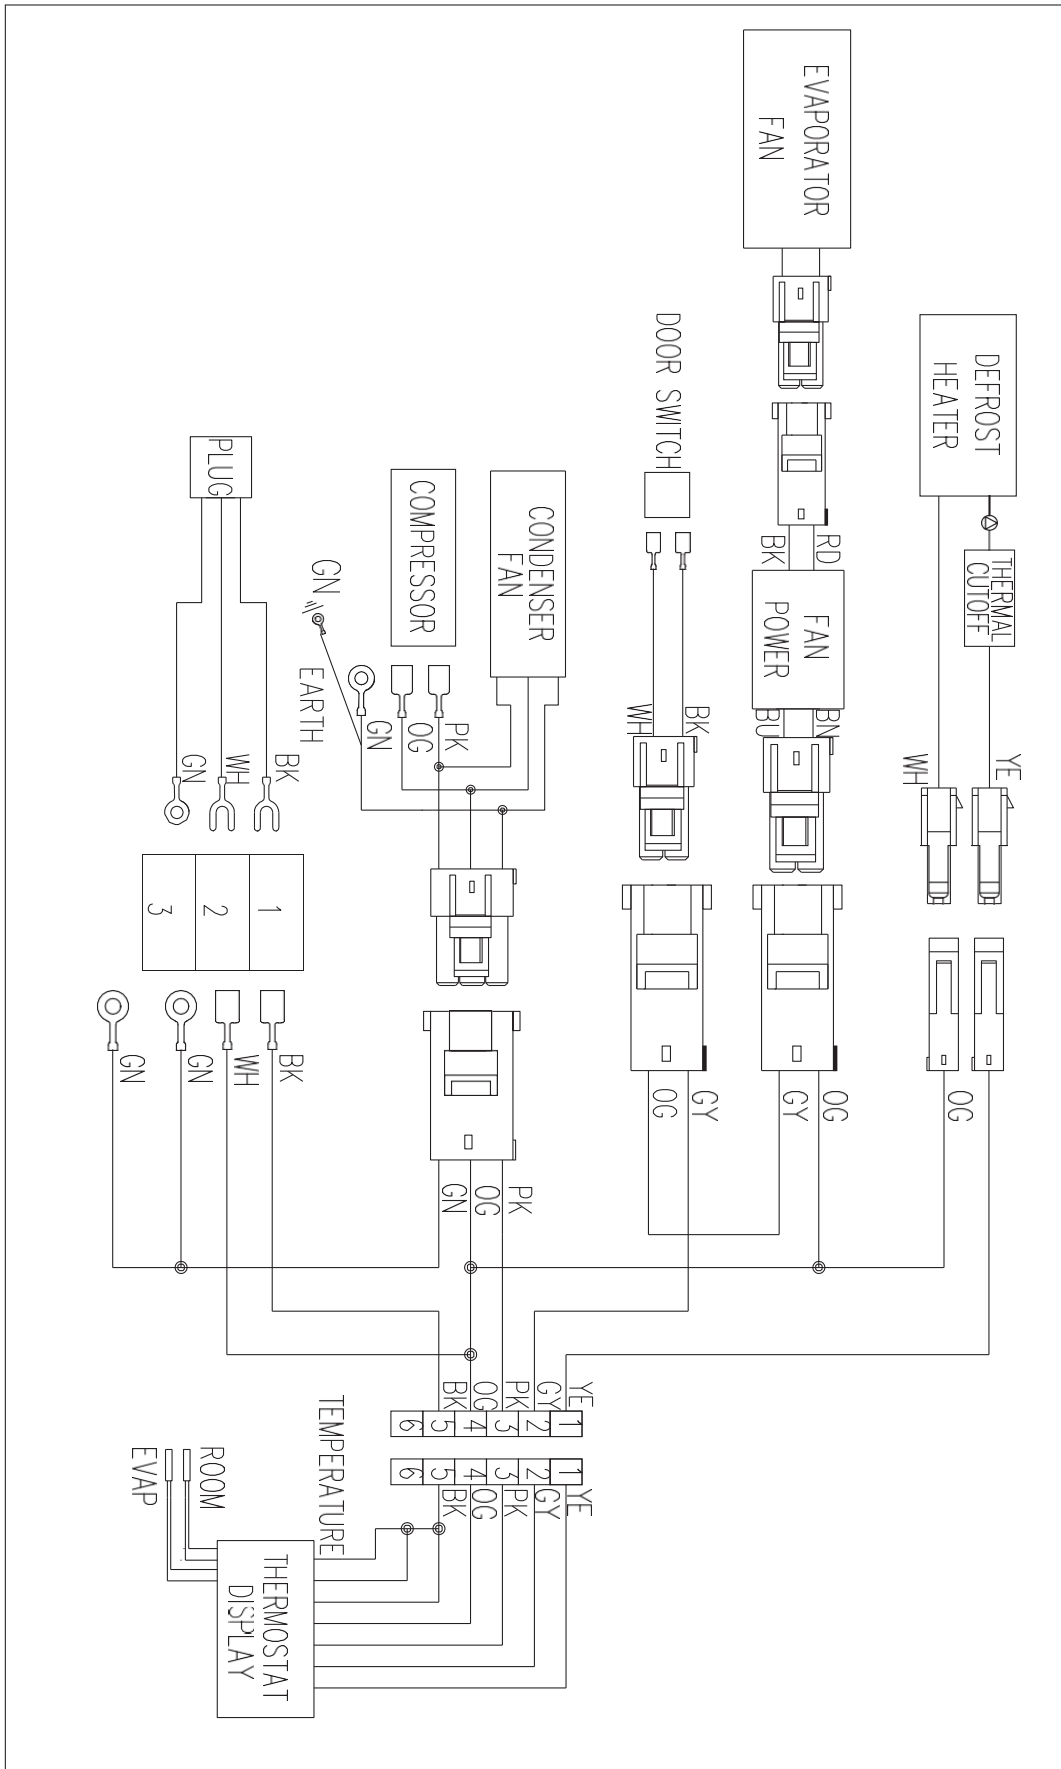 EVAPORATOR
FAN
DEFROST
HEATER
THERMAL
CUTOFF
DOOR SWITCH
RD
BK
FAN
POWER
BN
BU
YE
WH
CONDENSER
FAN
COMPRESSOR
PLUG
GN
EARTH
BK
WH
PK
OG
GN
BK
WH
GN
1
2
3
BK
WH
GN
GN
OG
OG
GY
GY
OG
PK
OG
GN
YE
GY
PK
OG
BK
1
2
3
4
5
6
1
2
3
4
5
6
YE
GY
PK
OG
BK
TEMPERATURE
ROOM
EVAP
THERMOSTAT
DISPLAY